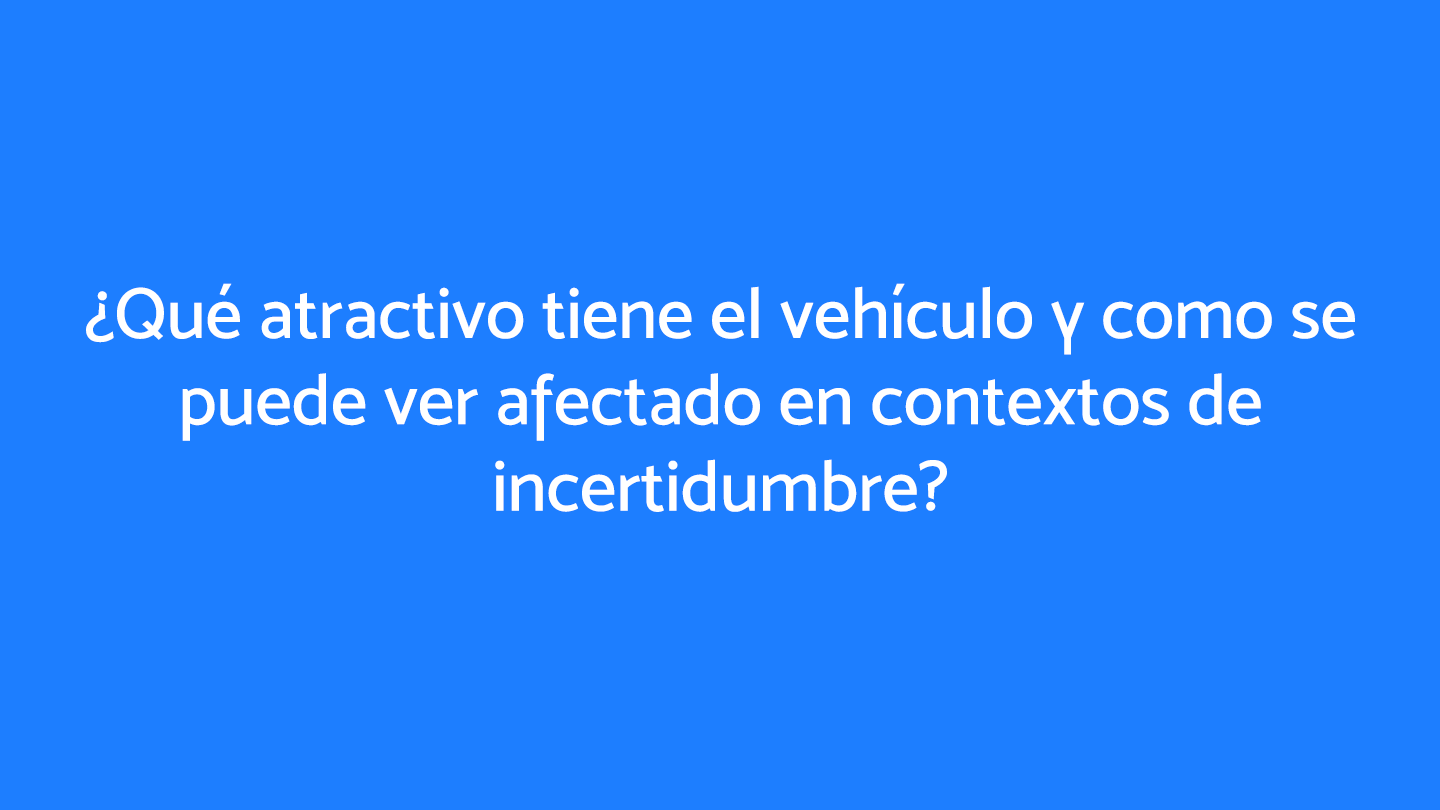 ¿Qué atractivo tiene el vehículo y como se
puede ver afectado en contextos de
incertidumbre?